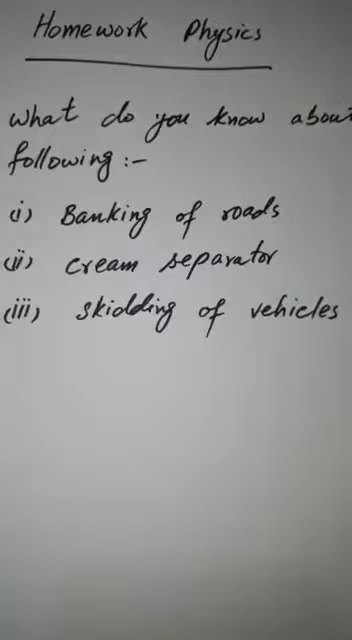 Homework Physics
what do you know about
following :-
(i) Banking of roads
(ii) cream separator
(iii) skidding of vehicles